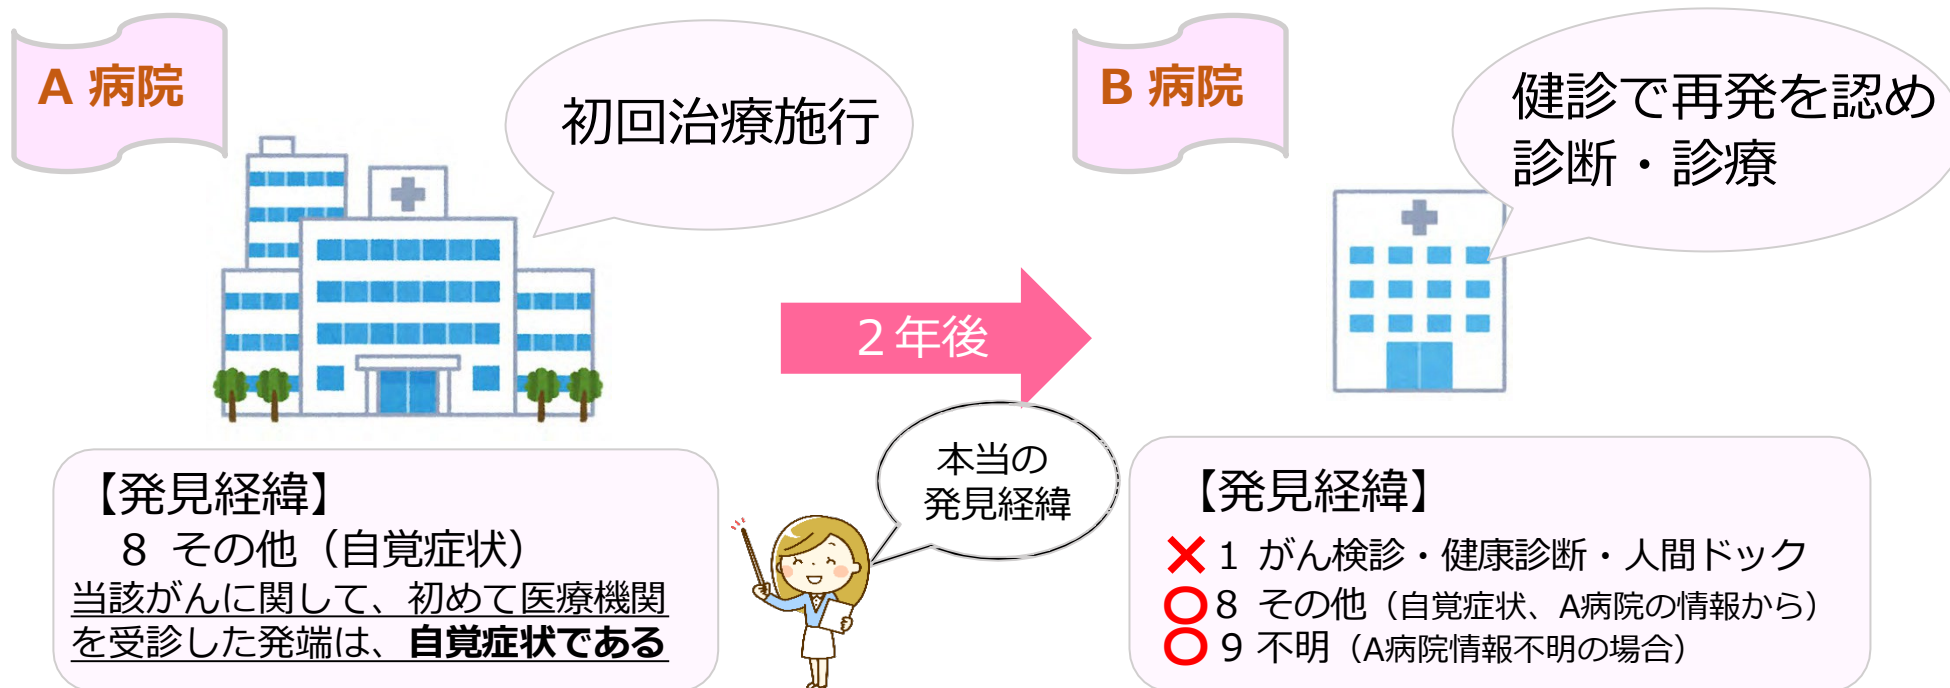 A 病院
初回治療施行
B 病院
健診で再発を認め
診断・診療
２年後
本当の
発見経緯
【発見経緯】
8 その他（自覚症状）
当該がんに関して、初めて医療機関
を受診した発端は、自覚症状である
【発見経緯】
×1 がん検診・健康診断・人間ドック
〇8 その他（自覚症状、A病院の情報から）
〇9 不明（A病院情報不明の場合）